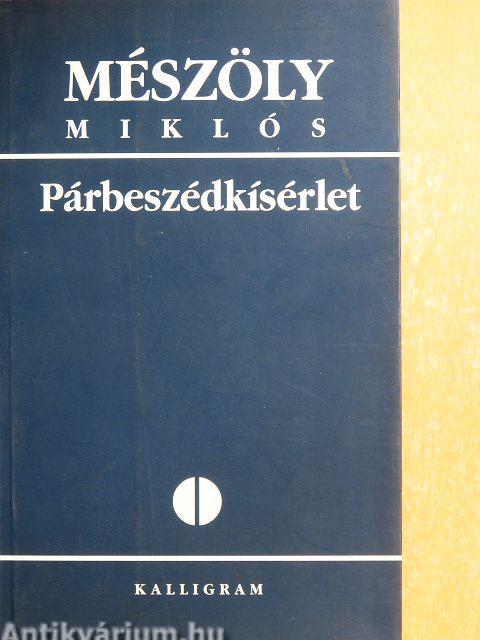 MÉSZÖLY
MIKLÓS
Párbeszédkísérlet
KALLIGRAM
Antikvárium.hu